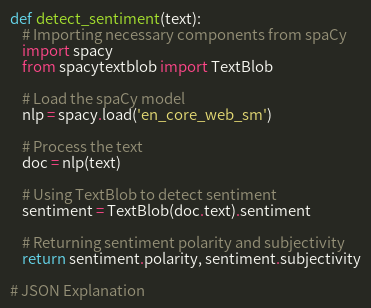 def detect_sentiment(text):
    # Importing necessary components from spaCy
    import spacy
    from spacytextblob import TextBlob

    # Load the spaCy model
    nlp = spacy.load('en_core_web_sm')

    # Process the text
    doc = nlp(text)

    # Using TextBlob to detect sentiment
    sentiment = TextBlob(doc.text).sentiment

    # Returning sentiment polarity and subjectivity
    return sentiment.polarity, sentiment.subjectivity

# JSON Explanation